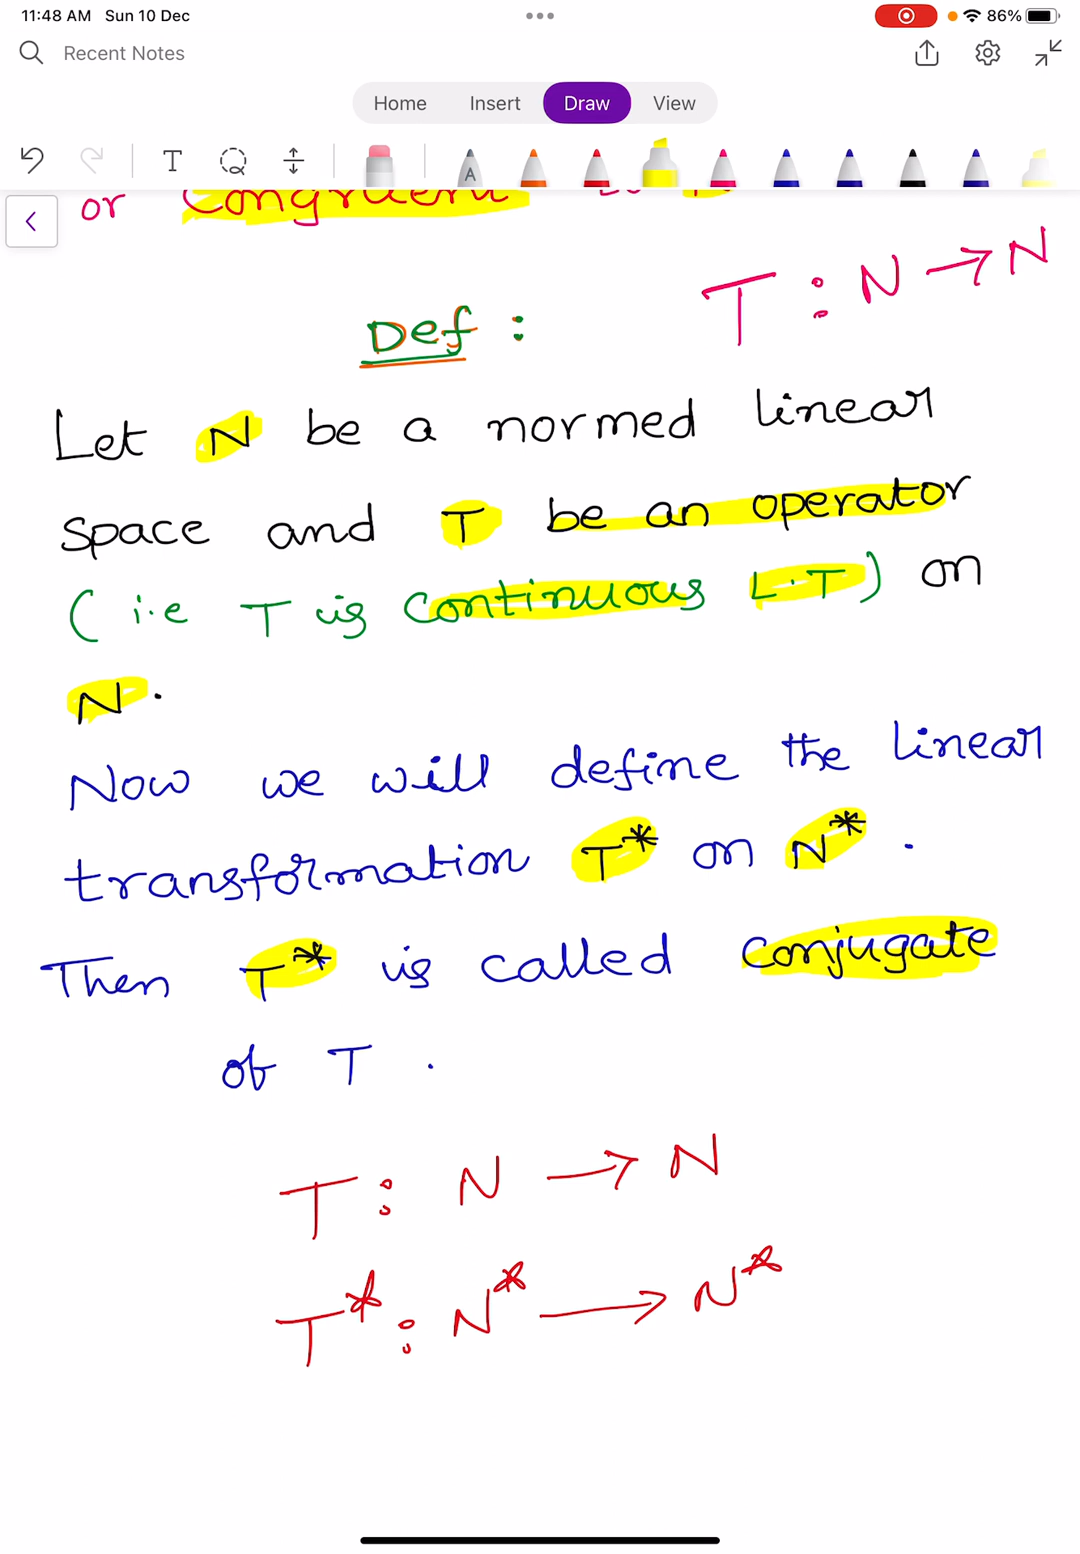 11:48 AM Sun 10 Dec
86%
Recent Notes
Home Insert Draw View
T
A
or Congruent
T : N → N
Def :
Let N be a normed linear
space and T be an operator
( i.e T is continuous L.T ) on
N .
Now we will define the linear
transformation T* on N* .
Then T* is called conjugate
of T .
T : N → N
T* : N* → N*